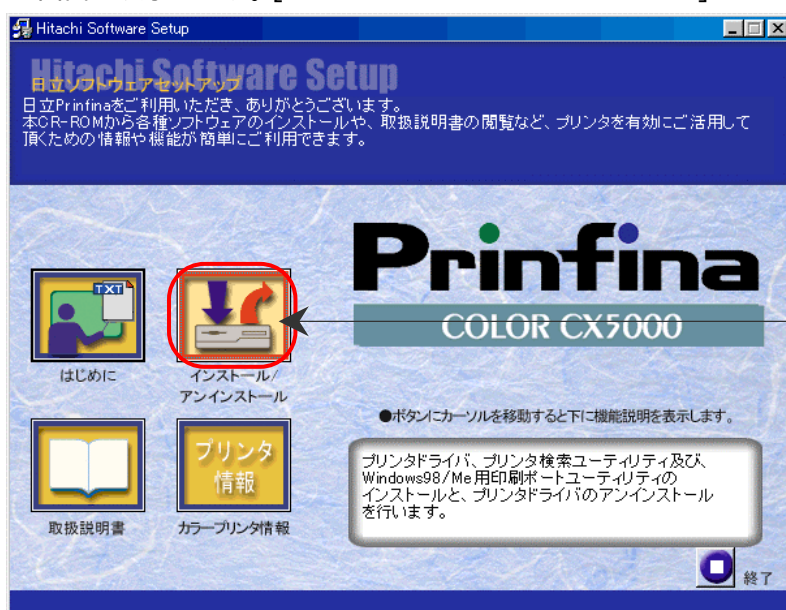 Hitachi Software Setup
Hitachi Software Setup
日立ソフトウェアセットアップ
日立Prinfinaをご利用いただき、ありがとうございます。
本CR-ROMから各種ソフトウェアのインストールや、取扱説明書の閲覧など、プリンタを有効にご活用して
頂くための情報や機能が簡単にご利用できます。
Prinfina
COLOR CX5000
TXT
はじめに
インストール/
アンインストール
●ボタンにカーソルを移動すると下に機能説明を表示します。
プリンタ
情報
取扱説明書
カラープリンタ情報
プリンタドライバ、プリンタ検索ユーティリティ及び、
Windows98/Me用印刷ポートユーティリティの
インストールと、プリンタドライバのアンインストール
を行います。
終了